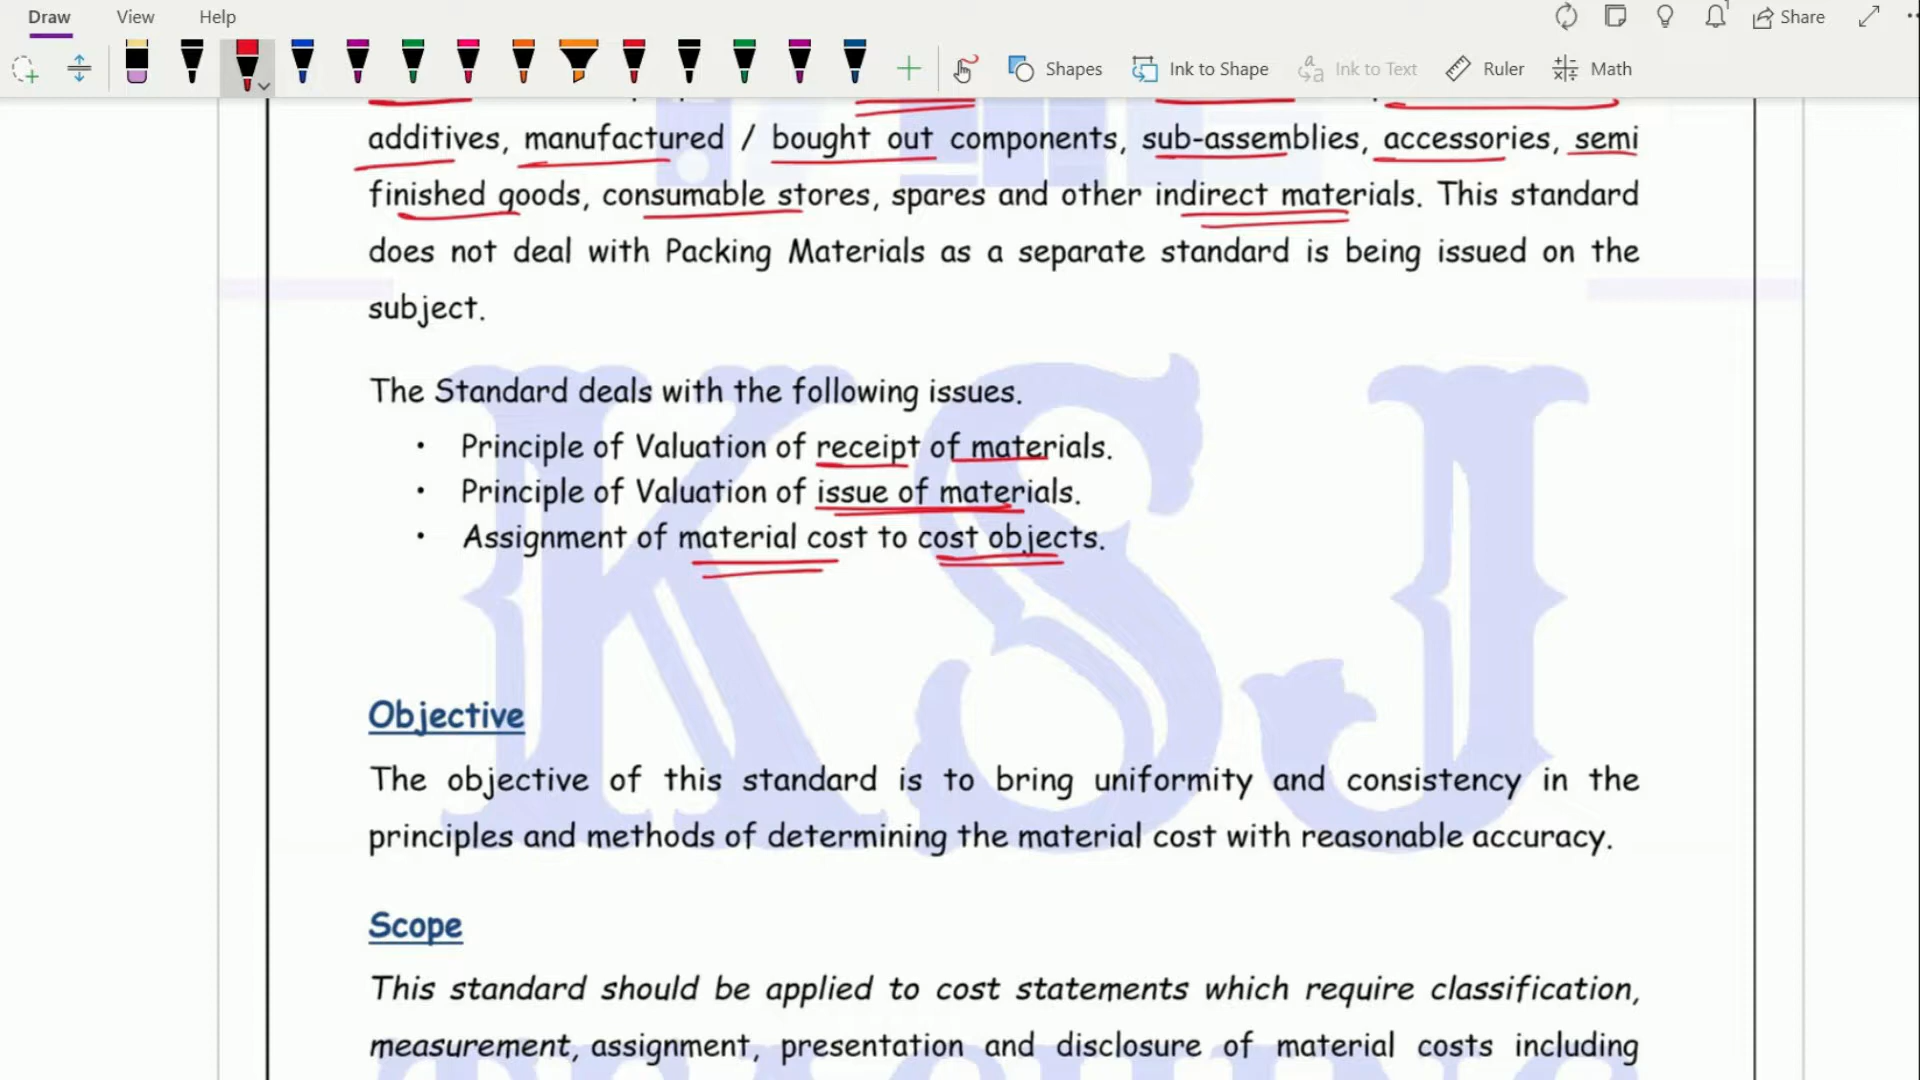 Draw View Help Share
Shapes Ink to Shape Ink to Text Ruler Math
additives, manufactured / bought out components, sub-assemblies, accessories, semi
finished goods, consumable stores, spares and other indirect materials. This standard
does not deal with Packing Materials as a separate standard is being issued on the
subject.
The Standard deals with the following issues.
• Principle of Valuation of receipt of materials.
• Principle of Valuation of issue of materials.
• Assignment of material cost to cost objects.
KSJ
Objective
The objective of this standard is to bring uniformity and consistency in the
principles and methods of determining the material cost with reasonable accuracy.
Scope
This standard should be applied to cost statements which require classification,
measurement, assignment, presentation and disclosure of material costs including